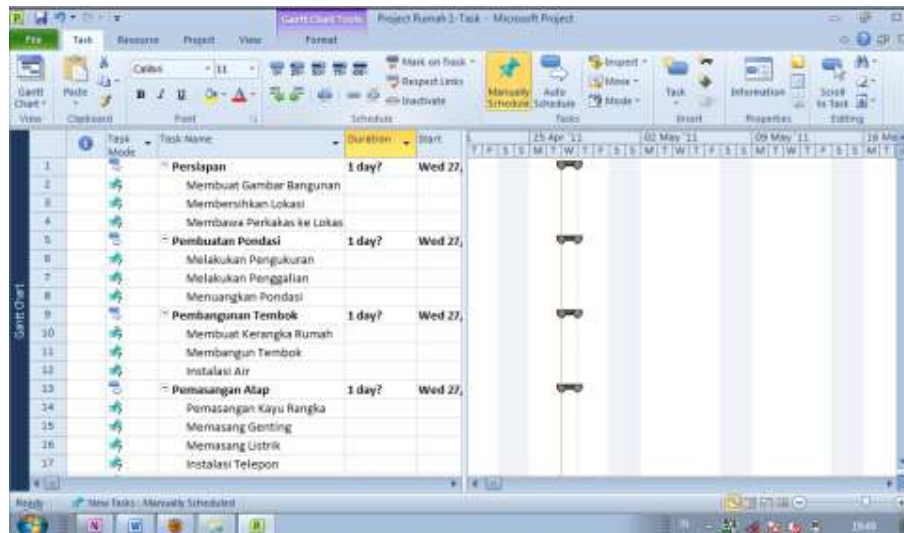 Gantt Chart Tools Project Rumah 1-Task - Microsoft Project
File Task Resource Project View Format
Calibri 11 Mark on Track Inspect
Respect Links Move
Inactivate Mode
Gantt Chart Paste B I U Manually Schedule Auto Schedule Task Information Scroll to Task
View Clipboard Font Schedule Tasks Insert Properties Editing
Task Mode Task Name Duration Start 25 Apr '11 02 May '11 09 May '11 16 May
T F S S M T W T F S S M T W T F S S M T W T F S S M T
1 Persiapan 1 day? Wed 27,
2 Membuat Gambar Bangunan
3 Membersihkan Lokasi
4 Membawa Perkakas ke Lokas
5 Pembuatan Pondasi 1 day? Wed 27,
6 Melakukan Pengukuran
7 Melakukan Penggalian
8 Menuangkan Pondasi
9 Pembangunan Tembok 1 day? Wed 27,
10 Membuat Kerangka Rumah
11 Membangun Tembok
12 Instalasi Air
13 Pemasangan Atap 1 day? Wed 27,
14 Pemasangan Kayu Rangka
15 Memasang Genting
16 Memasang Listrik
17 Instalasi Telepon
Gantt Chart
Ready New Tasks : Manually Scheduled